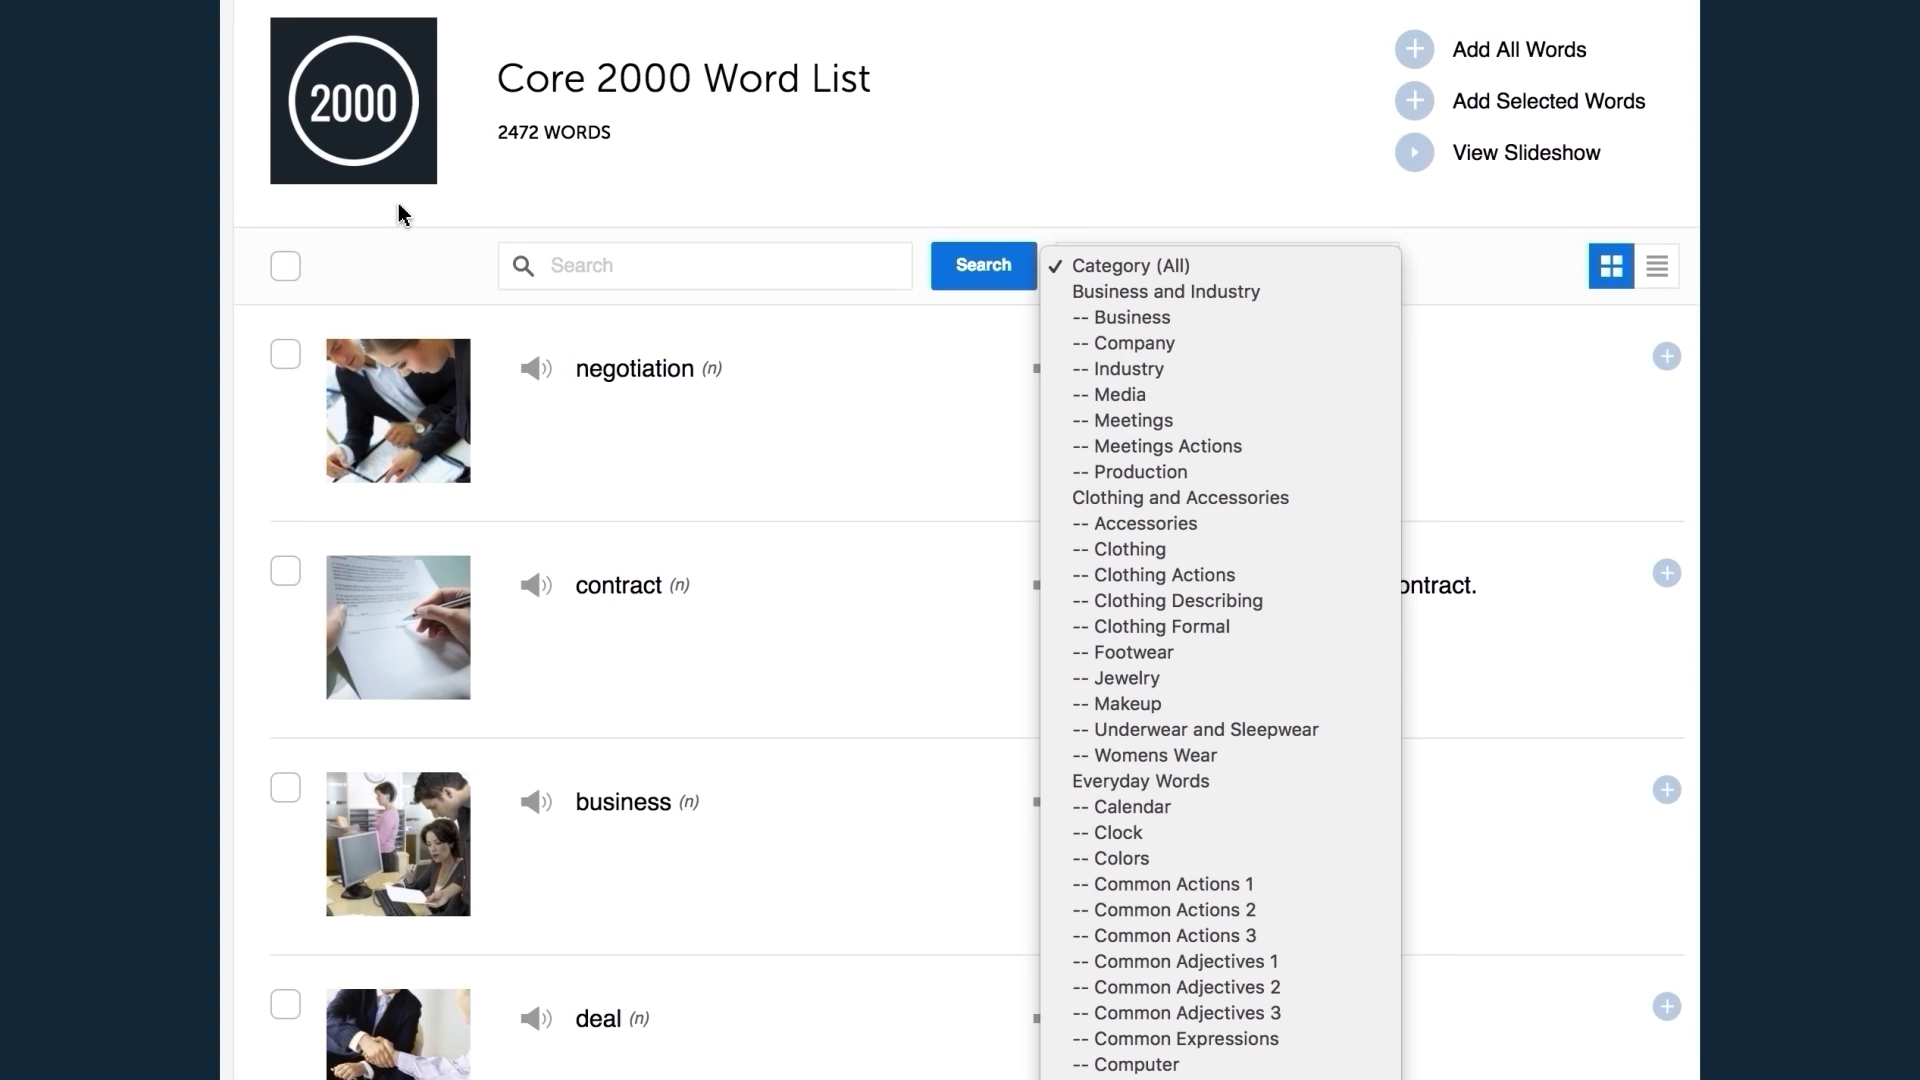 2000
Core 2000 Word List
2472 WORDS
Add All Words
Add Selected Words
View Slideshow
Search
Search
✓ Category (All)
Business and Industry
-- Business
-- Company
-- Industry
-- Media
-- Meetings
-- Meetings Actions
-- Production
Clothing and Accessories
-- Accessories
-- Clothing
-- Clothing Actions
-- Clothing Describing
-- Clothing Formal
-- Footwear
-- Jewelry
-- Makeup
-- Underwear and Sleepwear
-- Womens Wear
Everyday Words
-- Calendar
-- Clock
-- Colors
-- Common Actions 1
-- Common Actions 2
-- Common Actions 3
-- Common Adjectives 1
-- Common Adjectives 2
-- Common Adjectives 3
-- Common Expressions
-- Computer
negotiation (n)
contract (n)
ontract.
business (n)
deal (n)